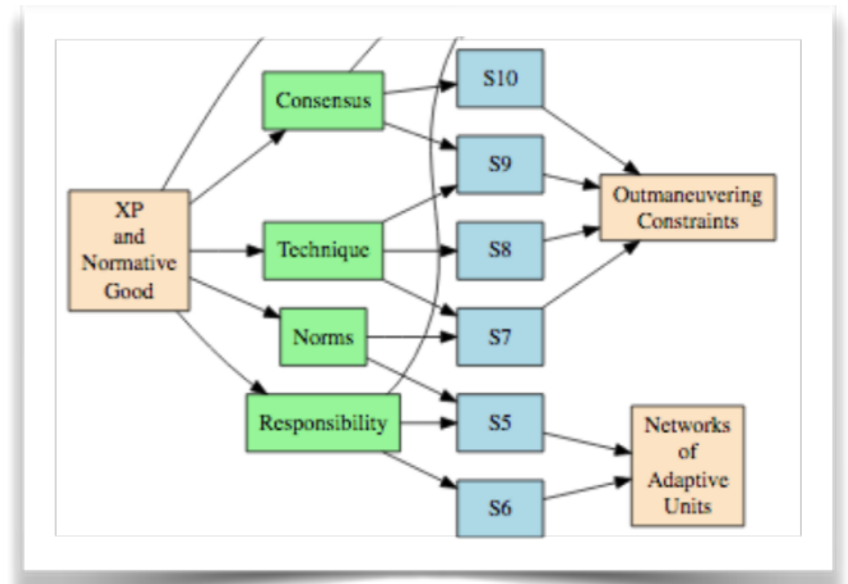 XP
and
Normative
Good
Consensus
Technique
Norms
Responsibility
S10
S9
S8
S7
S5
S6
Outmaneuvering
Constraints
Networks
of
Adaptive
Units